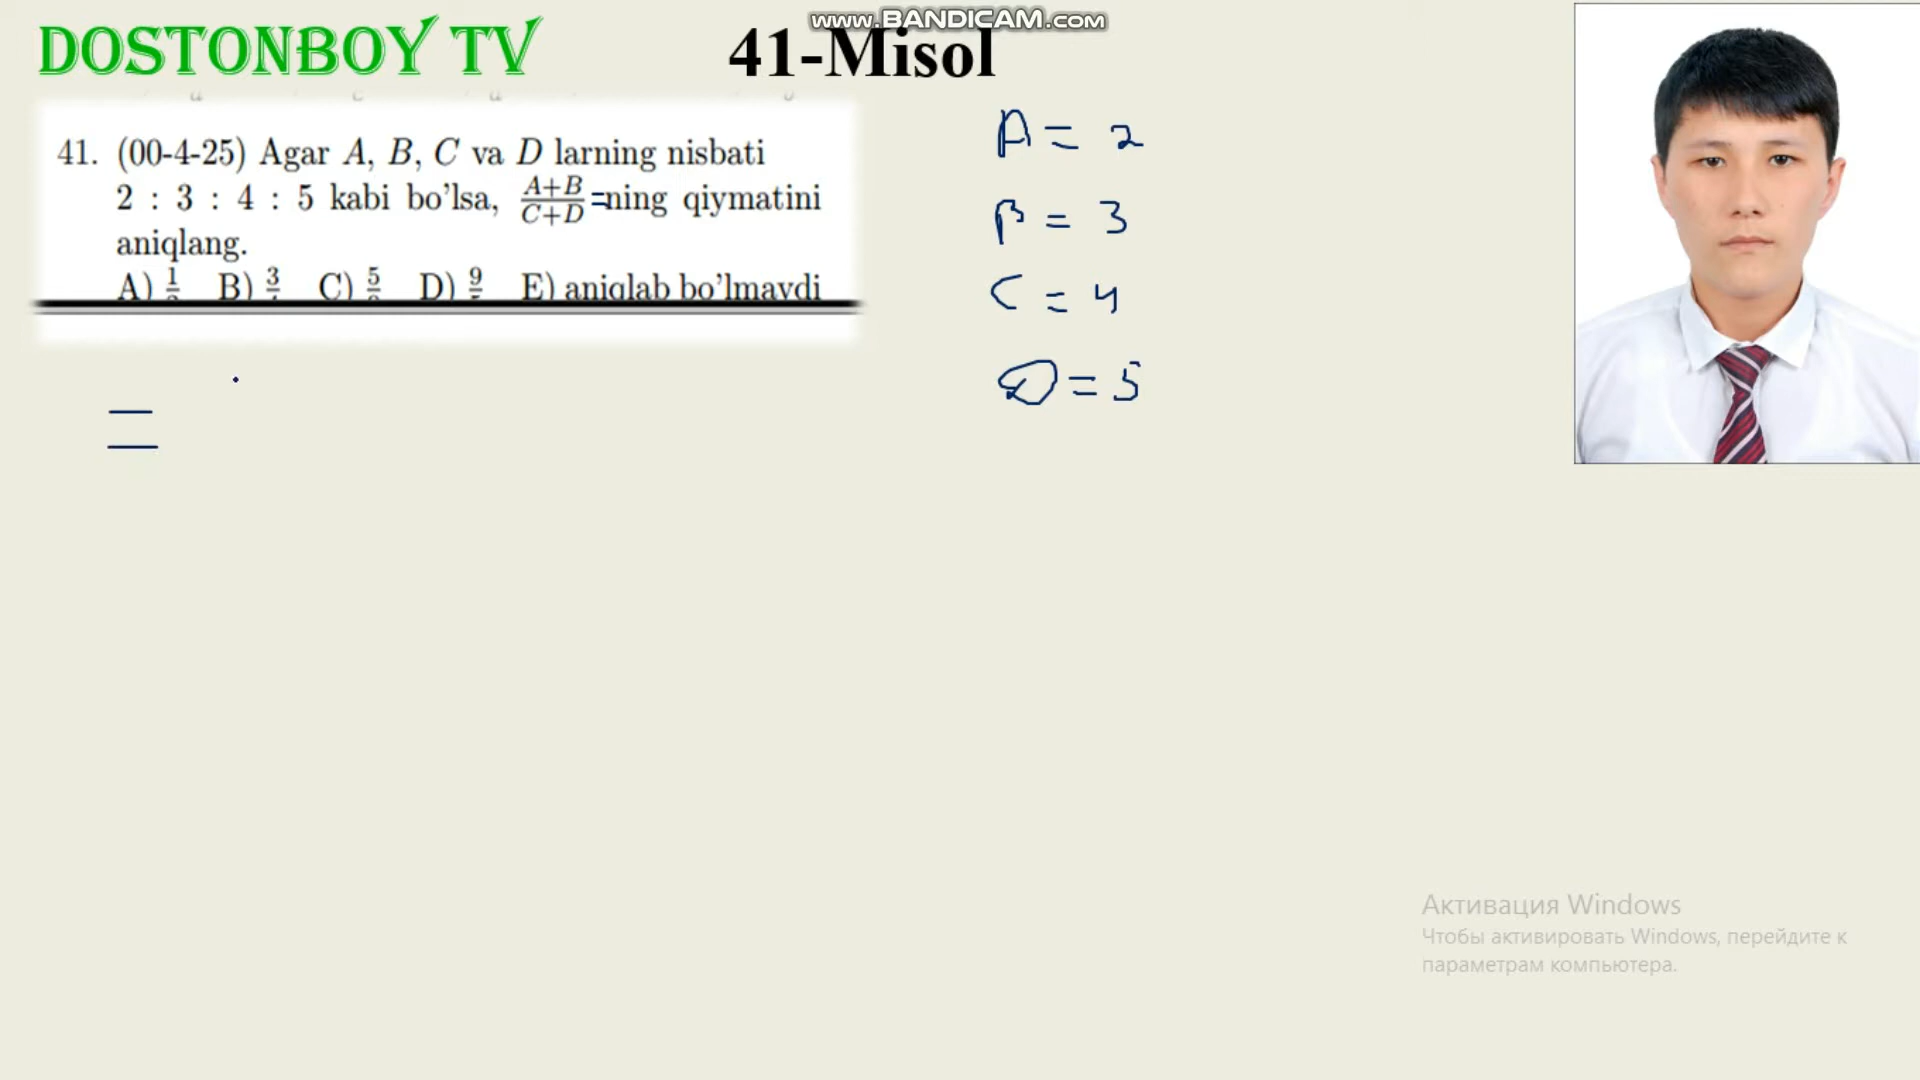 www.BANDICAM.com
DOSTONBOY TV
41-Misol
41. (00-4-25) Agar A, B, C va D larning nisbati
2 : 3 : 4 : 5 kabi bo'lsa, A+B/C+D =ning qiymatini
aniqlang.
A) B) C) D) E) aniqlab bo'lmaydi
A = 2
B = 3
C = 4
D = 5
=
Активация Windows
Чтобы активировать Windows, перейдите к
параметрам компьютера.